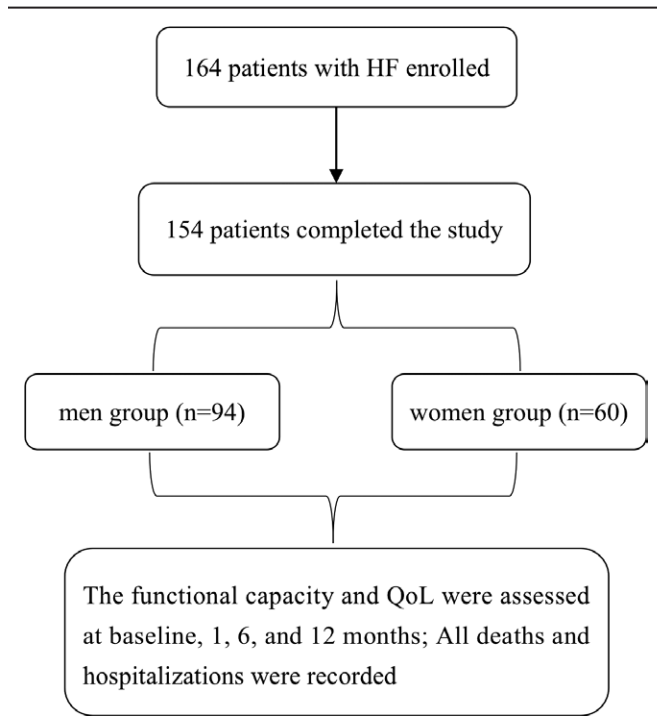 164 patients with HF enrolled
154 patients completed the study
men group (n=94)
women group (n=60)
The functional capacity and QoL were assessed
at baseline, 1, 6, and 12 months; All deaths and
hospitalizations were recorded